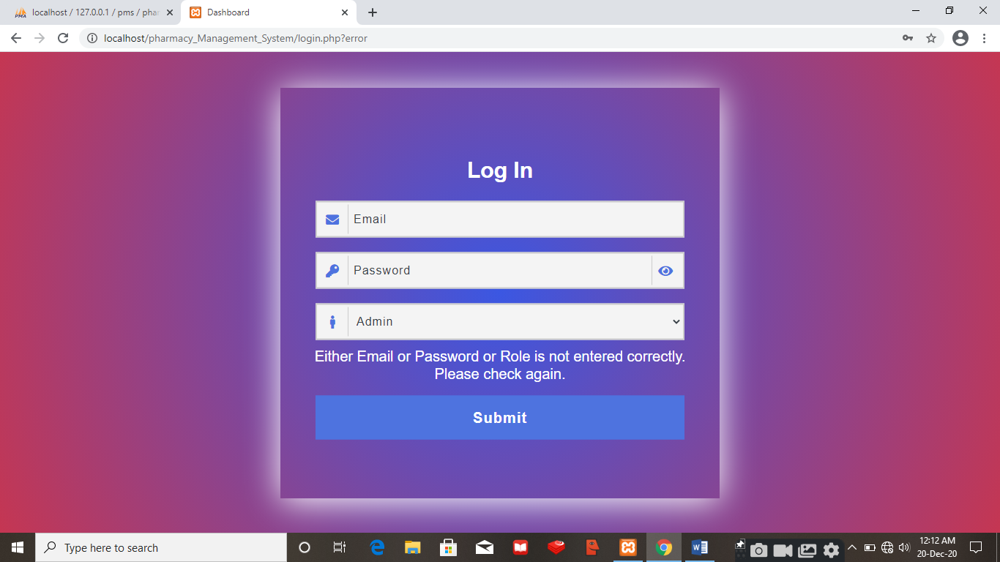 localhost / 127.0.0.1 / pms / phar
Dashboard
localhost/pharmacy_Management_System/login.php?error
Log In
Email
Password
Admin
Either Email or Password or Role is not entered correctly.
Please check again.
Submit
Type here to search
12:12 AM
20-Dec-20